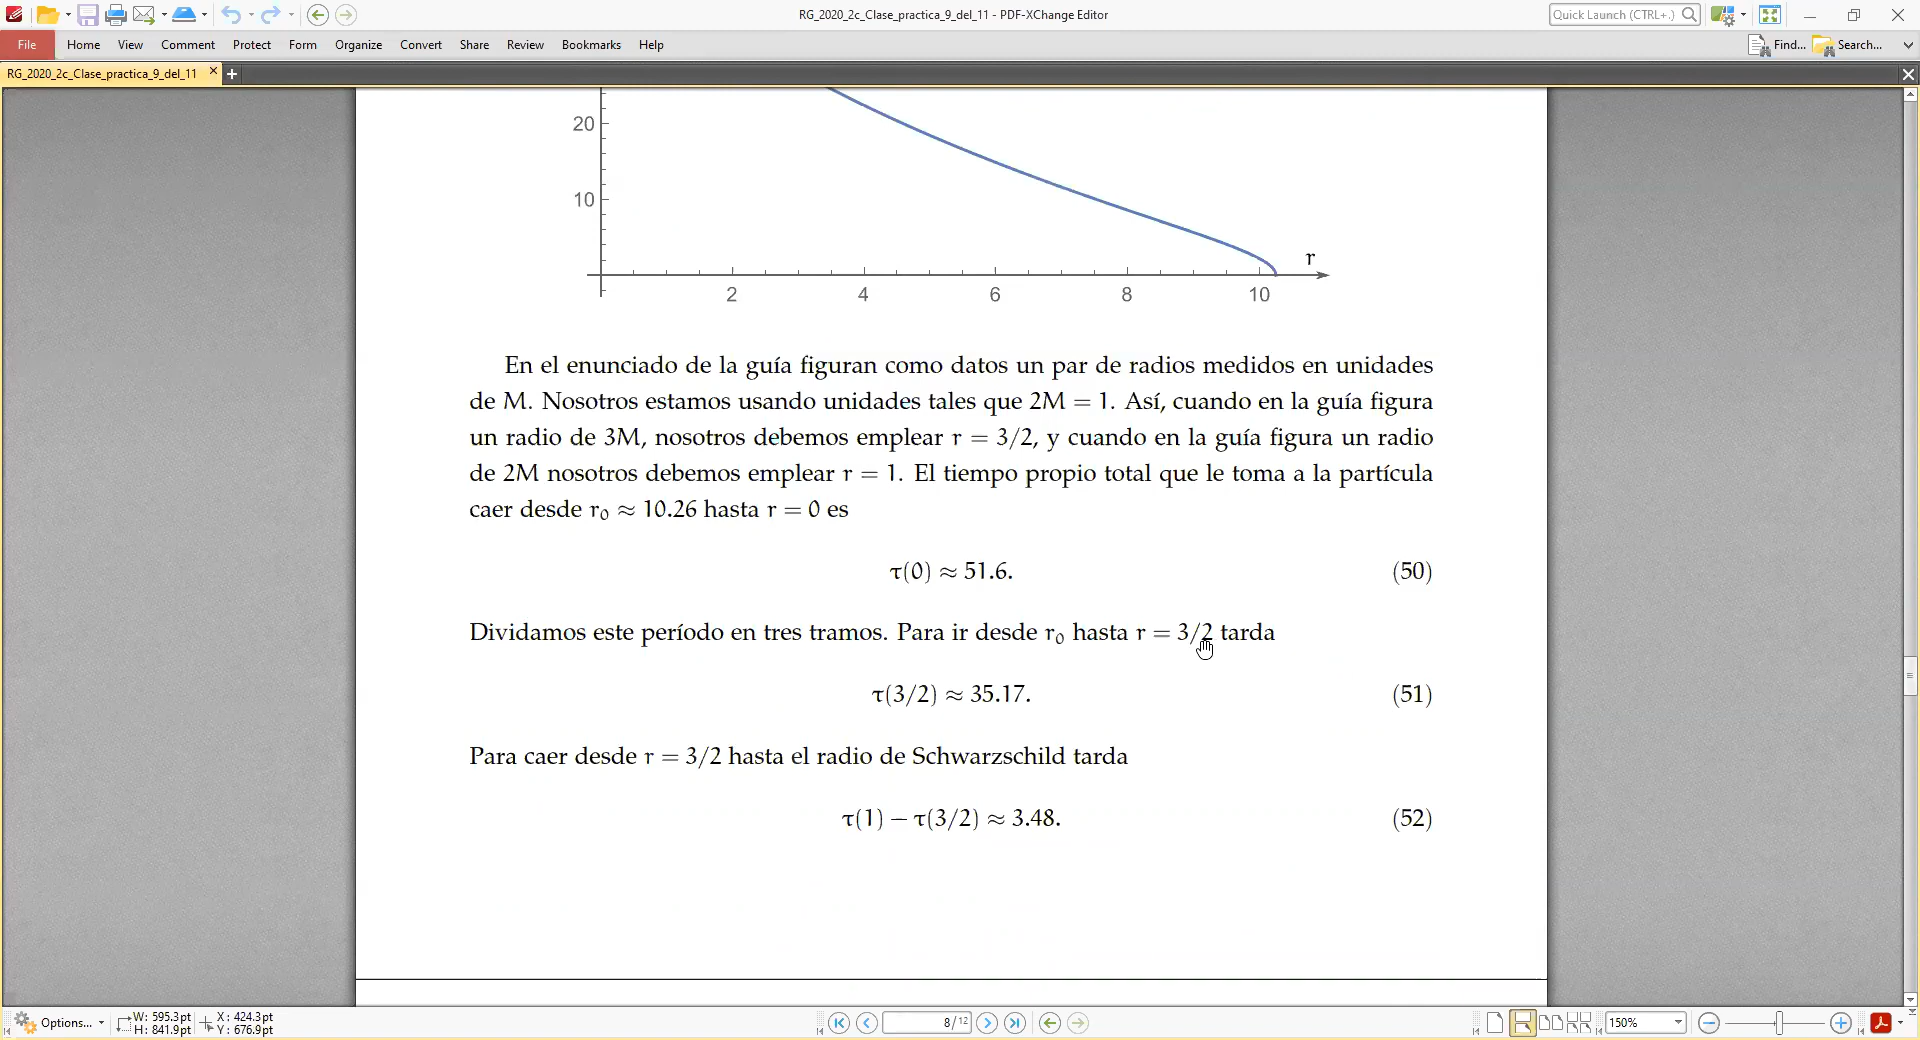 RG_2020_2c_Clase_practica_9_del_11 - PDF-XChange Editor
Quick Launch (CTRL+.)
File Home View Comment Protect Form Organize Convert Share Review Bookmarks Help
Find... Search...
RG_2020_2c_Clase_practica_9_del_11
20
10
r
2 4 6 8 10
En el enunciado de la guía figuran como datos un par de radios medidos en unidades
de M. Nosotros estamos usando unidades tales que 2M = 1. Así, cuando en la guía figura
un radio de 3M, nosotros debemos emplear r = 3/2, y cuando en la guía figura un radio
de 2M nosotros debemos emplear r = 1. El tiempo propio total que le toma a la partícula
caer desde r₀ ≈ 10.26 hasta r = 0 es
τ(0) ≈ 51.6. (50)
Dividamos este período en tres tramos. Para ir desde r₀ hasta r = 3/2 tarda
τ(3/2) ≈ 35.17. (51)
Para caer desde r = 3/2 hasta el radio de Schwarzschild tarda
τ(1) − τ(3/2) ≈ 3.48. (52)
Options... W: 595.3pt X: 424.3pt
H: 841.9pt Y: 676.9pt
8/12
150%